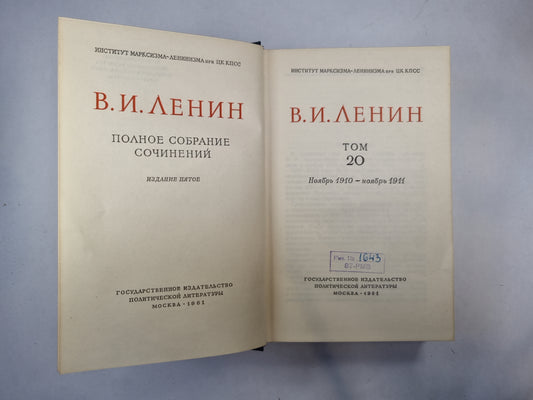 ИНСТИТУТ МАРКСИЗМА-ЛЕНИНИЗМА ПРИ ЦК КПСС
В.И.ЛЕНИН
ПОЛНОЕ СОБРАНИЕ
СОЧИНЕНИЙ
ИЗДАНИЕ ПЯТОЕ
ГОСУДАРСТВЕННОЕ ИЗДАТЕЛЬСТВО
ПОЛИТИЧЕСКОЙ ЛИТЕРАТУРЫ
МОСКВА • 1961
ИНСТИТУТ МАРКСИЗМА-ЛЕНИНИЗМА ПРИ ЦК КПСС
В.И.ЛЕНИН
ТОМ
20
Ноябрь 1910 – ноябрь 1911
1643
ГОСУДАРСТВЕННОЕ ИЗДАТЕЛЬСТВО
ПОЛИТИЧЕСКОЙ ЛИТЕРАТУРЫ
МОСКВА • 1961